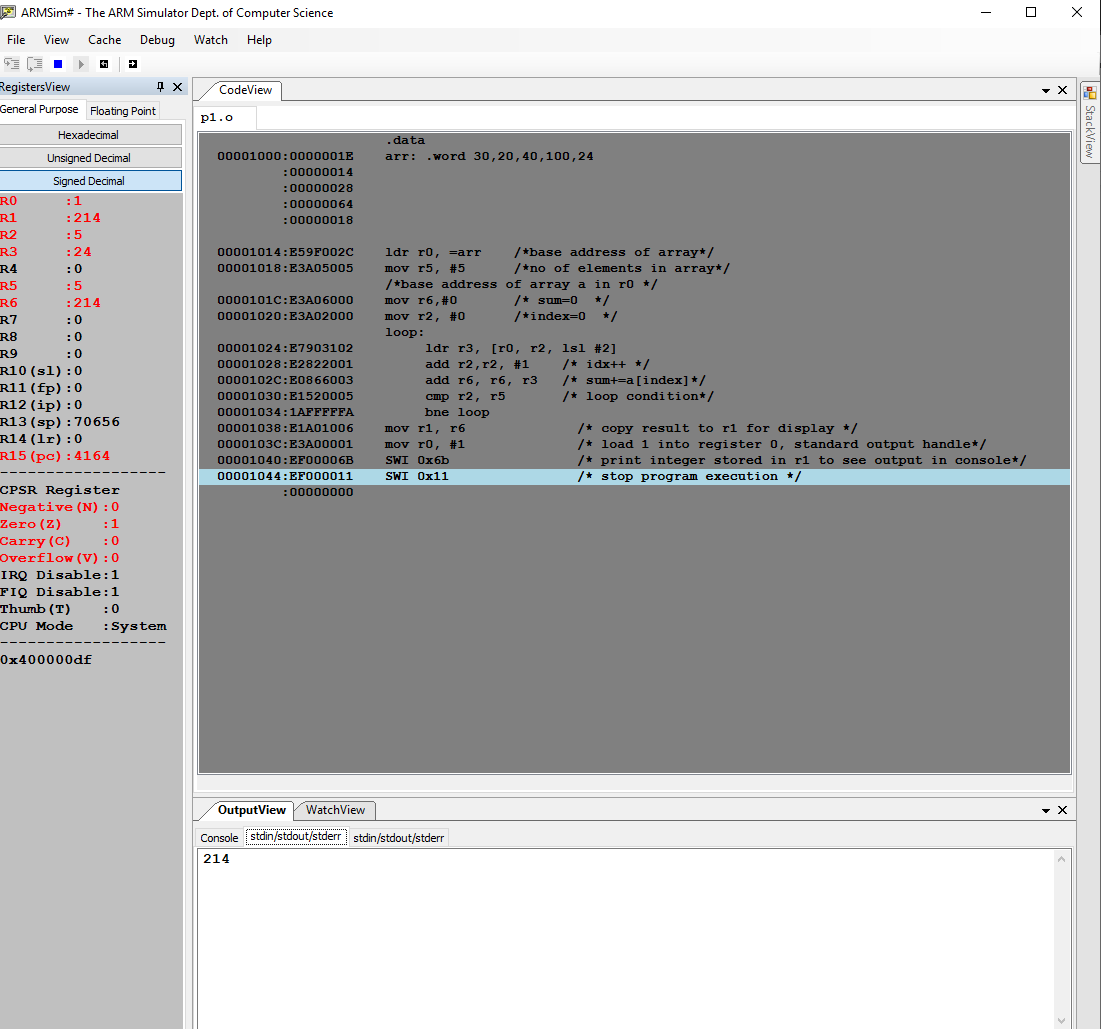 ARMSim# - The ARM Simulator Dept. of Computer Science
File View Cache Debug Watch Help
RegistersView
General Purpose Floating Point
Hexadecimal
Unsigned Decimal
Signed Decimal
R0 :1
R1 :214
R2 :5
R3 :24
R4 :0
R5 :5
R6 :214
R7 :0
R8 :0
R9 :0
R10(sl):0
R11(fp):0
R12(ip):0
R13(sp):70656
R14(lr):0
R15(pc):4164
------------------
CPSR Register
Negative(N):0
Zero(Z) :1
Carry(C) :0
Overflow(V):0
IRQ Disable:1
FIQ Disable:1
Thumb(T) :0
CPU Mode :System
------------------
0x400000df
CodeView
p1.o
.data
00001000:0000001E arr: .word 30,20,40,100,24
:00000014
:00000028
:00000064
:00000018
00001014:E59F002C ldr r0, =arr /*base address of array*/
00001018:E3A05005 mov r5, #5 /*no of elements in array*/
/*base address of array a in r0 */
0000101C:E3A06000 mov r6,#0 /* sum=0 */
00001020:E3A02000 mov r2, #0 /*index=0 */
loop:
00001024:E7903102 ldr r3, [r0, r2, lsl #2]
00001028:E2822001 add r2,r2, #1 /* idx++ */
0000102C:E0866003 add r6, r6, r3 /* sum+=a[index]*/
00001030:E1520005 cmp r2, r5 /* loop condition*/
00001034:1AFFFFFA bne loop
00001038:E1A01006 mov r1, r6 /* copy result to r1 for display */
0000103C:E3A00001 mov r0, #1 /* load 1 into register 0, standard output handle*/
00001040:EF00006B SWI 0x6b /* print integer stored in r1 to see output in console*/
00001044:EF000011 SWI 0x11 /* stop program execution */
:00000000
StackView
OutputView WatchView
Console stdin/stdout/stderr stdin/stdout/stderr
214